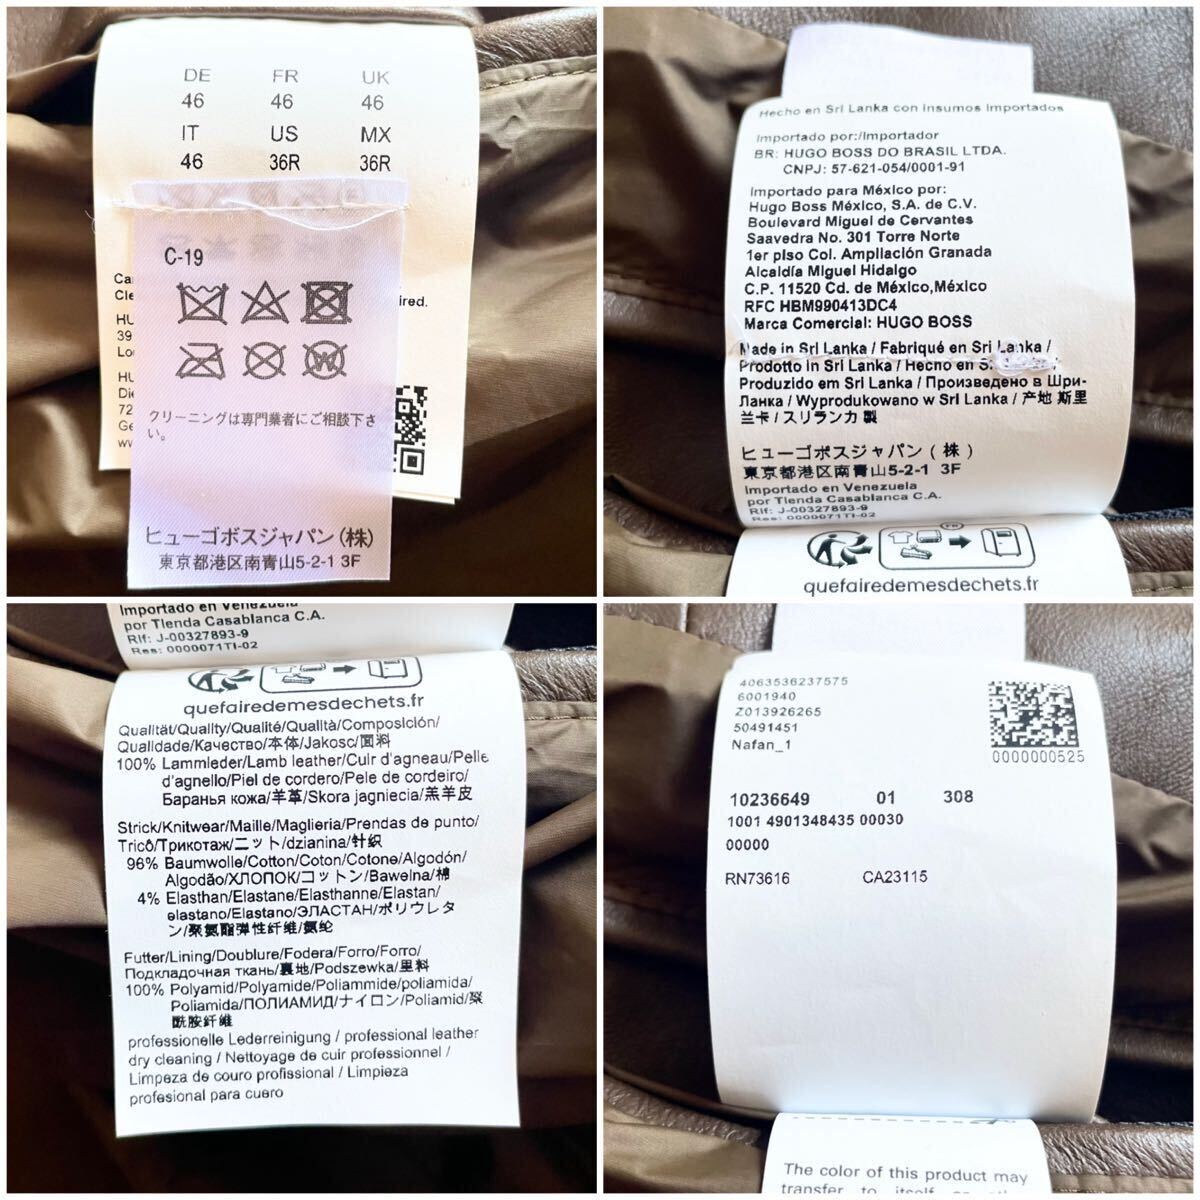 DE FR UK
46 46 46
IT US MX
46 36R 36R
C-19
ired.
クリーニングは専門業者にご相談下さ
い。
ヒューゴボスジャパン(株)
東京都港区南青山5-2-1 3F
Hecho en Sri Lanka con insumos importados
Importado por:/Importador
BR: HUGO BOSS DO BRASIL LTDA.
CNPJ: 57-621-054/0001-91
Importado para México por:
Hugo Boss México, S.A. de C.V.
Boulevard Miguel de Cervantes
Saavedra No. 301 Torre Norte
1er piso Col. Ampliación Granada
Alcaldía Miguel Hidalgo
C.P. 11520 Cd. de México,México
RFC HBM990413DC4
Marca Comercial: HUGO BOSS
Made in Sri Lanka / Fabriqué en Sri Lanka /
Prodotto in Sri Lanka / Hecho en
Produzido em Sri Lanka / Произведено в Шри-
Ланка / Wyprodukowano w Sri Lanka / 产地 斯里
兰卡 / スリランカ 製
ヒューゴボスジャパン ( 株 )
東京都港区南青山5-2-1 3F
Importado en Venezuela
por Tienda Casablanca C.A.
Rif: J-00327893-9
Res: 0000071TI-02
FR
quefairedemesdechets.fr
Importado en Venezuela
por Tienda Casablanca C.A.
Rif: J-00327893-9
Res: 0000071TI-02
quefairedemesdechets.fr
Qualität/Quality/Qualité/Qualità/Composición/
Qualidade/Качество/本体/Jakosc/面料
100% Lammleder/Lamb leather/Cuir d'agneau/Pelle
d'agnello/Piel de cordero/Pele de cordeiro/
Баранья кожа/羊革/Skora jagniecia/羔羊皮
Strick/Knitwear/Maille/Maglieria/Prendas de punto/
Tricô/Трикотаж/ニット/dzianina/针织
96% Baumwolle/Cotton/Coton/Cotone/Algodón/
Algodão/ХЛОПОК/コットン/Bawelna/棉
4% Elasthan/Elastane/Elasthanne/Elastan/
elastano/Elastano/ЭЛАСТАН/ポリウレタ
ン/聚氨酯弹性纤维/氨纶
Futter/Lining/Doublure/Fodera/Forro/Forro/
Подкладочная ткань/裏地/Podszewka/里料
100% Polyamid/Polyamide/Poliammide/poliamida/
Poliamida/ПОЛИАМИД/ナイロン/Poliamid/聚
酰胺纤维
professionelle Lederreinigung / professional leather
dry cleaning / Nettoyage de cuir professionnel /
Limpeza de couro profissional / Limpieza
profesional para cuero
4063536237575
6001940
Z013926265
50491451
Nafan_1
0000000525
10236649 01 308
1001 4901348435 00030
00000
RN73616 CA23115
The color of this product may
transfer to itself